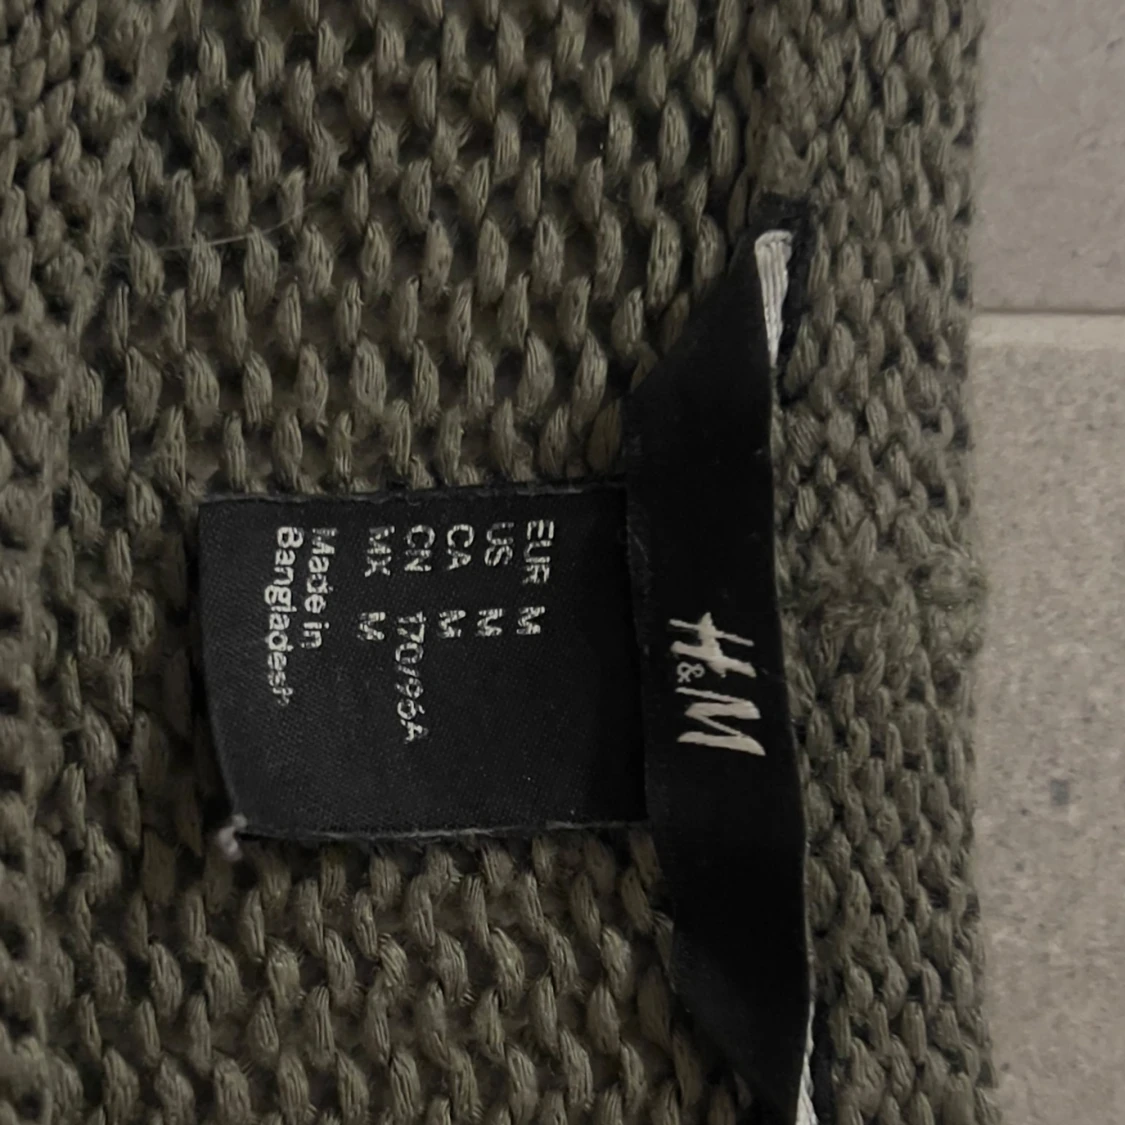 H&M
EUR M
US M
CA M
CN 170/96A
MX M
Made in
Bangladesh